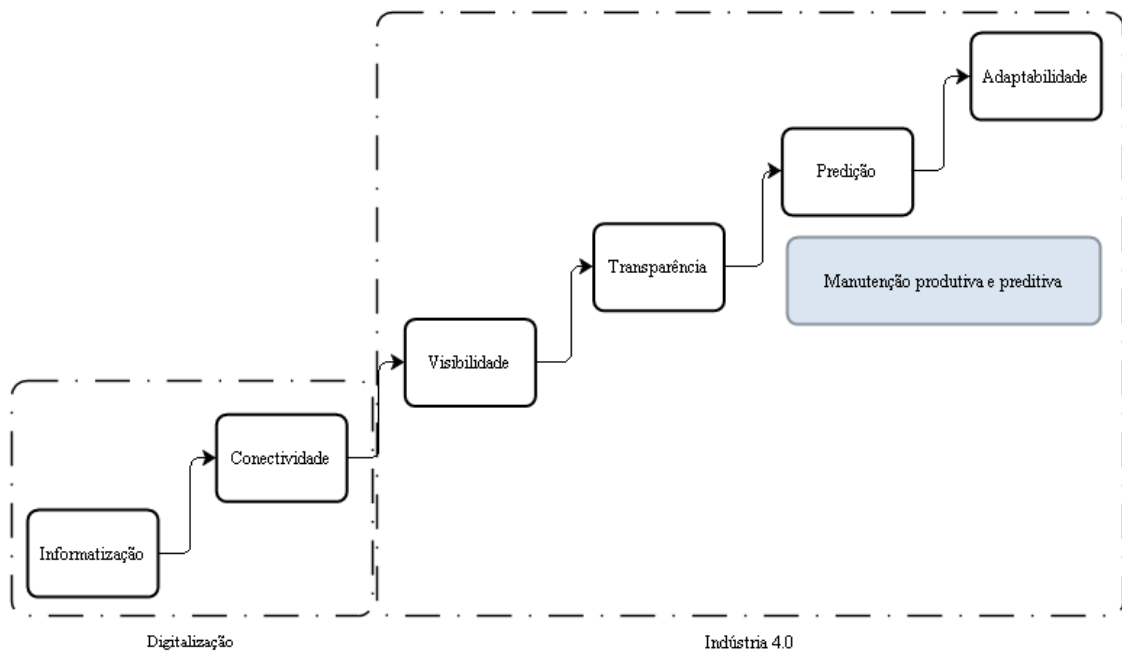 Adaptabilidade
Predição
Transparência
Manutenção produtiva e preditiva
Visibilidade
Conectividade
Informatização
Digitalização
Indústria 4.0